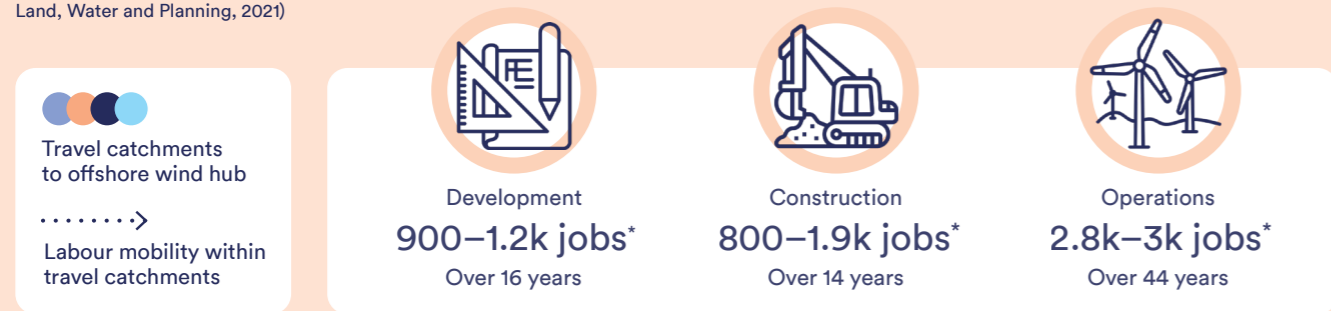 Land, Water and Planning, 2021)
Travel catchments
to offshore wind hub
Labour mobility within
travel catchments
Development
900–1.2k jobs*
Over 16 years
Construction
800–1.9k jobs*
Over 14 years
Operations
2.8k–3k jobs*
Over 44 years